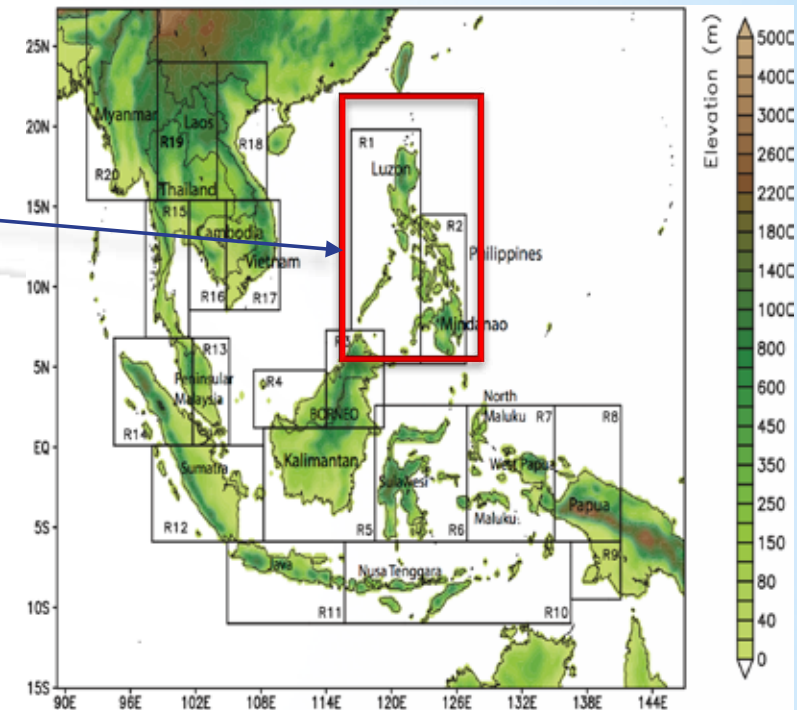 25N
20N
15N
10N
5N
EQ
5S
10S
15S
90E 96E 102E 108E 114E 120E 126E 132E 138E 144E
Myanmar
Laos
R19
R18
R20
Thailand
R15
Cambodia
Vietnam
R16
R17
R1
Luzon
R2
Philippines
Mindanao
R13
Peninsular
Malaysia
R14
R4
BORNEO
Kalimantan
Sumatra
R12
R5
Sulawesi
R6
North
Maluku
R7
R8
West Papua
Maluku
Papua
R9
Java
Nusa Tenggara
R11
R10
Elevation (m)
2200
1400
800
600
450
350
250
150
80
40
0